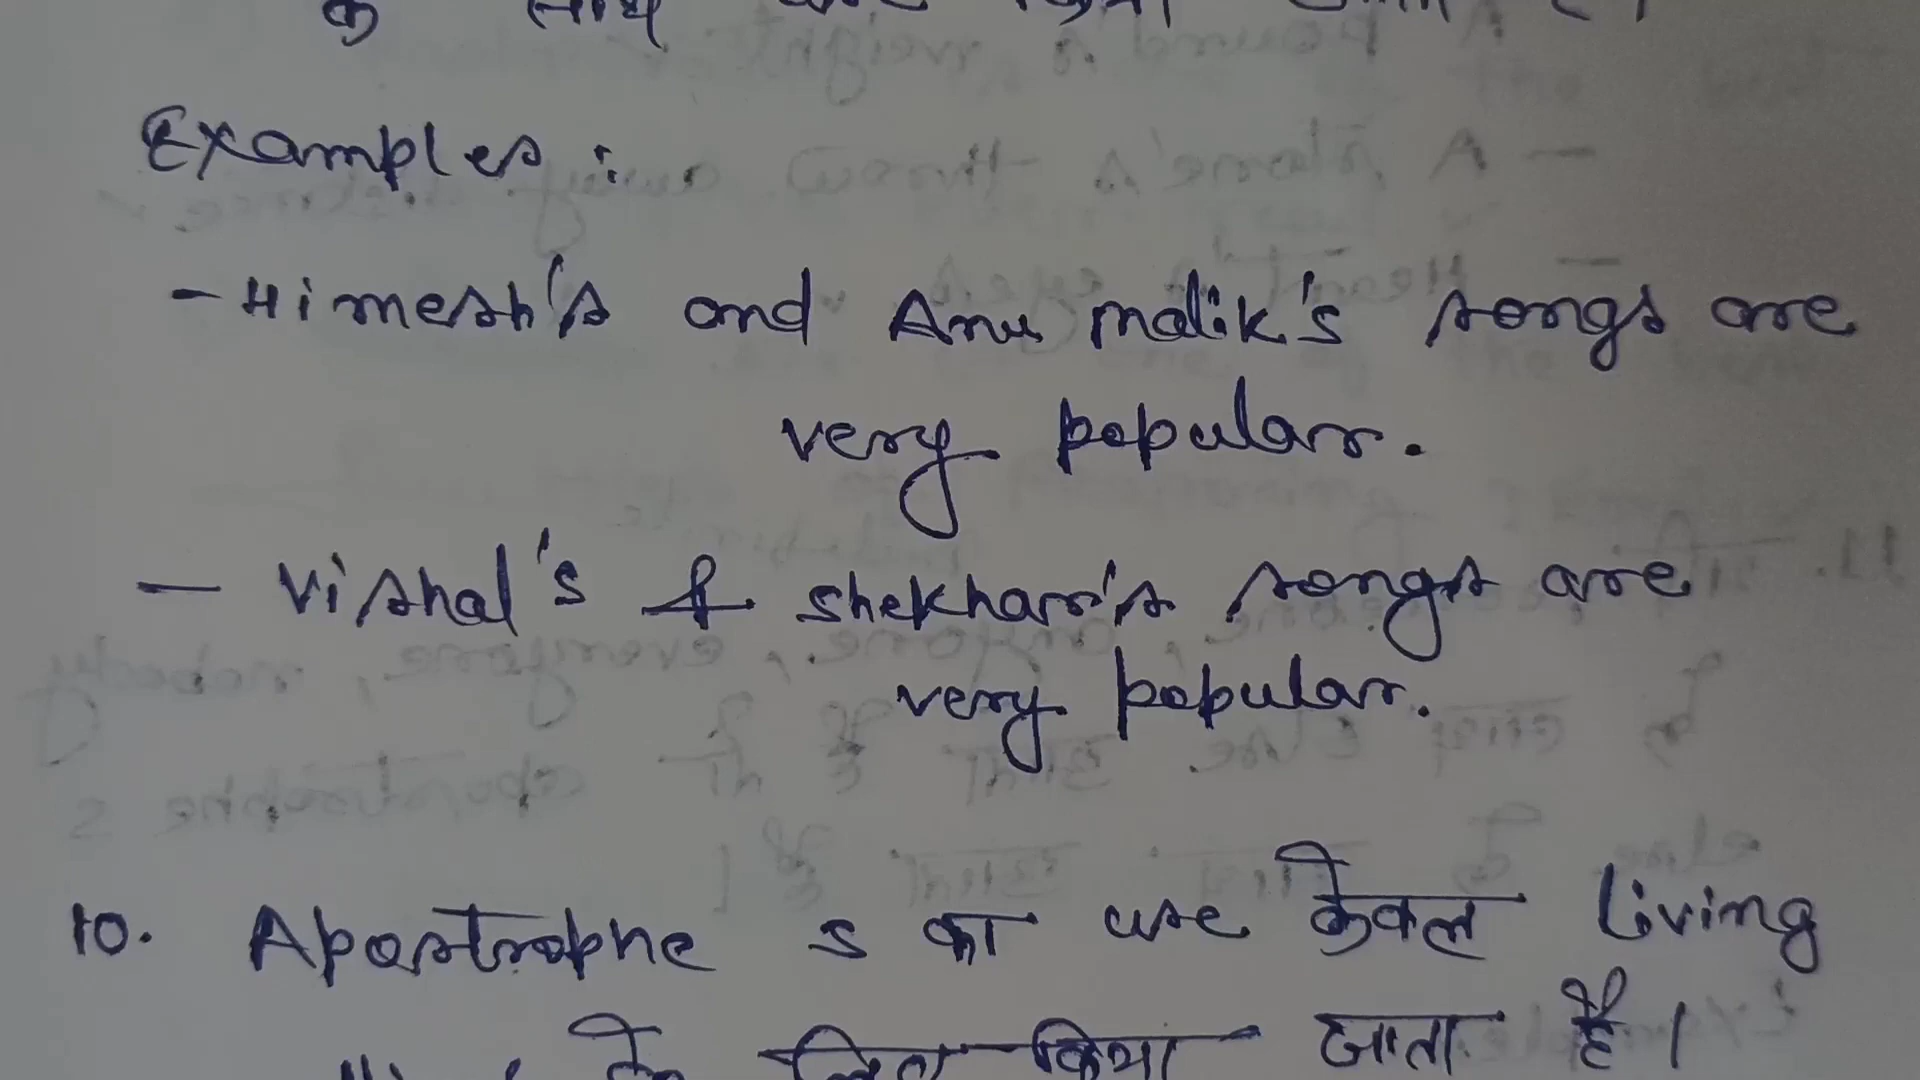 Examples :
- Himesh's and Anu malik's songs are
very popular.
- Vishal's & Shekhar's songs are
very popular.
10. Apostrophe s का use केवल living
के लिए किया जाता है।